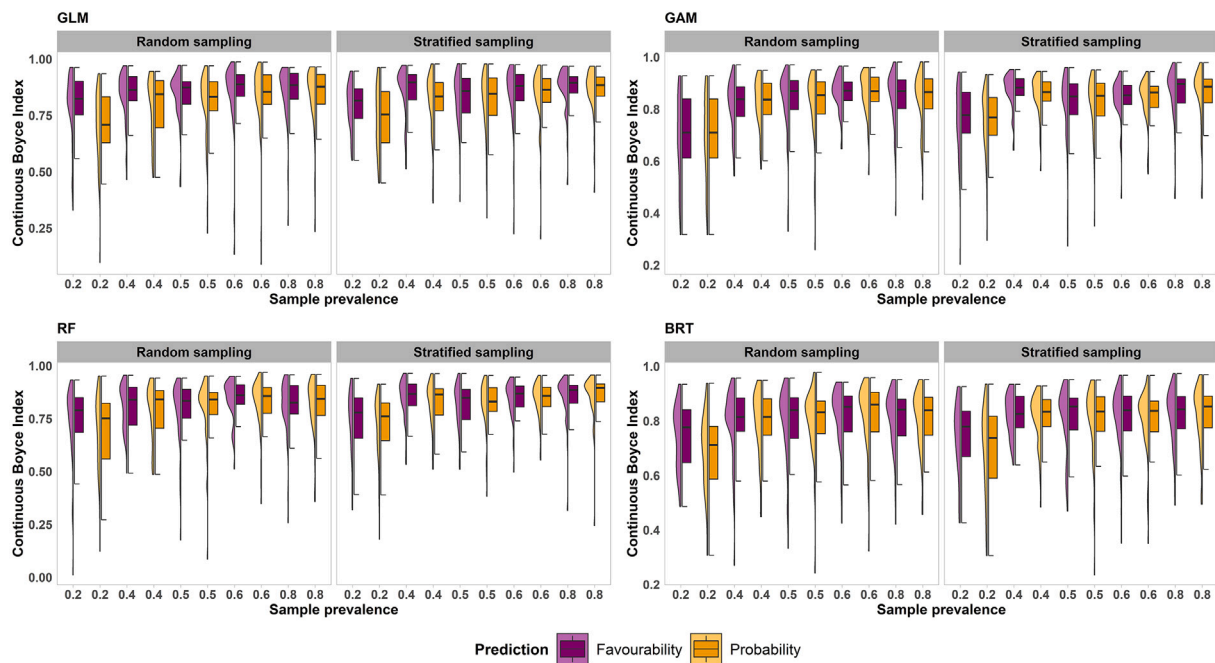 GLM
Random sampling
Stratified sampling
Continuous Boyce Index
1.00
0.75
0.50
0.25
0.2 0.2 0.4 0.4 0.5 0.5 0.6 0.6 0.8 0.8
0.2 0.2 0.4 0.4 0.5 0.5 0.6 0.6 0.8 0.8
Sample prevalence
GAM
Random sampling
Stratified sampling
Continuous Boyce Index
1.0
0.8
0.6
0.4
0.2
0.2 0.2 0.4 0.4 0.5 0.5 0.6 0.6 0.8 0.8
0.2 0.2 0.4 0.4 0.5 0.5 0.6 0.6 0.8 0.8
Sample prevalence
RF
Random sampling
Stratified sampling
Continuous Boyce Index
1.00
0.75
0.50
0.25
0.00
0.2 0.2 0.4 0.4 0.5 0.5 0.6 0.6 0.8 0.8
0.2 0.2 0.4 0.4 0.5 0.5 0.6 0.6 0.8 0.8
Sample prevalence
BRT
Random sampling
Stratified sampling
Continuous Boyce Index
1.0
0.8
0.6
0.4
0.2
0.2 0.2 0.4 0.4 0.5 0.5 0.6 0.6 0.8 0.8
0.2 0.2 0.4 0.4 0.5 0.5 0.6 0.6 0.8 0.8
Sample prevalence
Prediction Favourability Probability